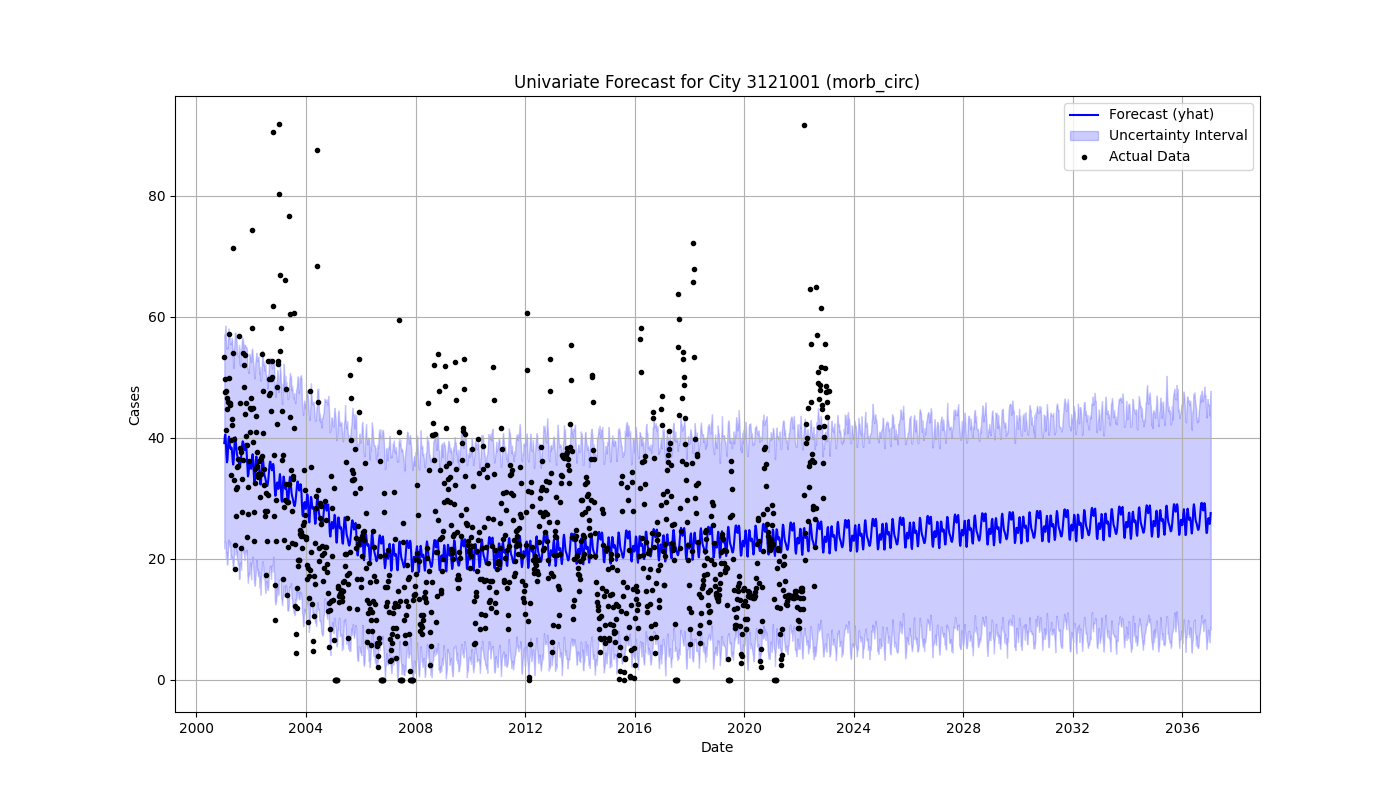 Univariate Forecast for City 3121001 (morb_circ)
Forecast (yhat)
Uncertainty Interval
Actual Data
80
60
40
20
0
Cases
2000 2004 2008 2012 2016 2020 2024 2028 2032 2036
Date